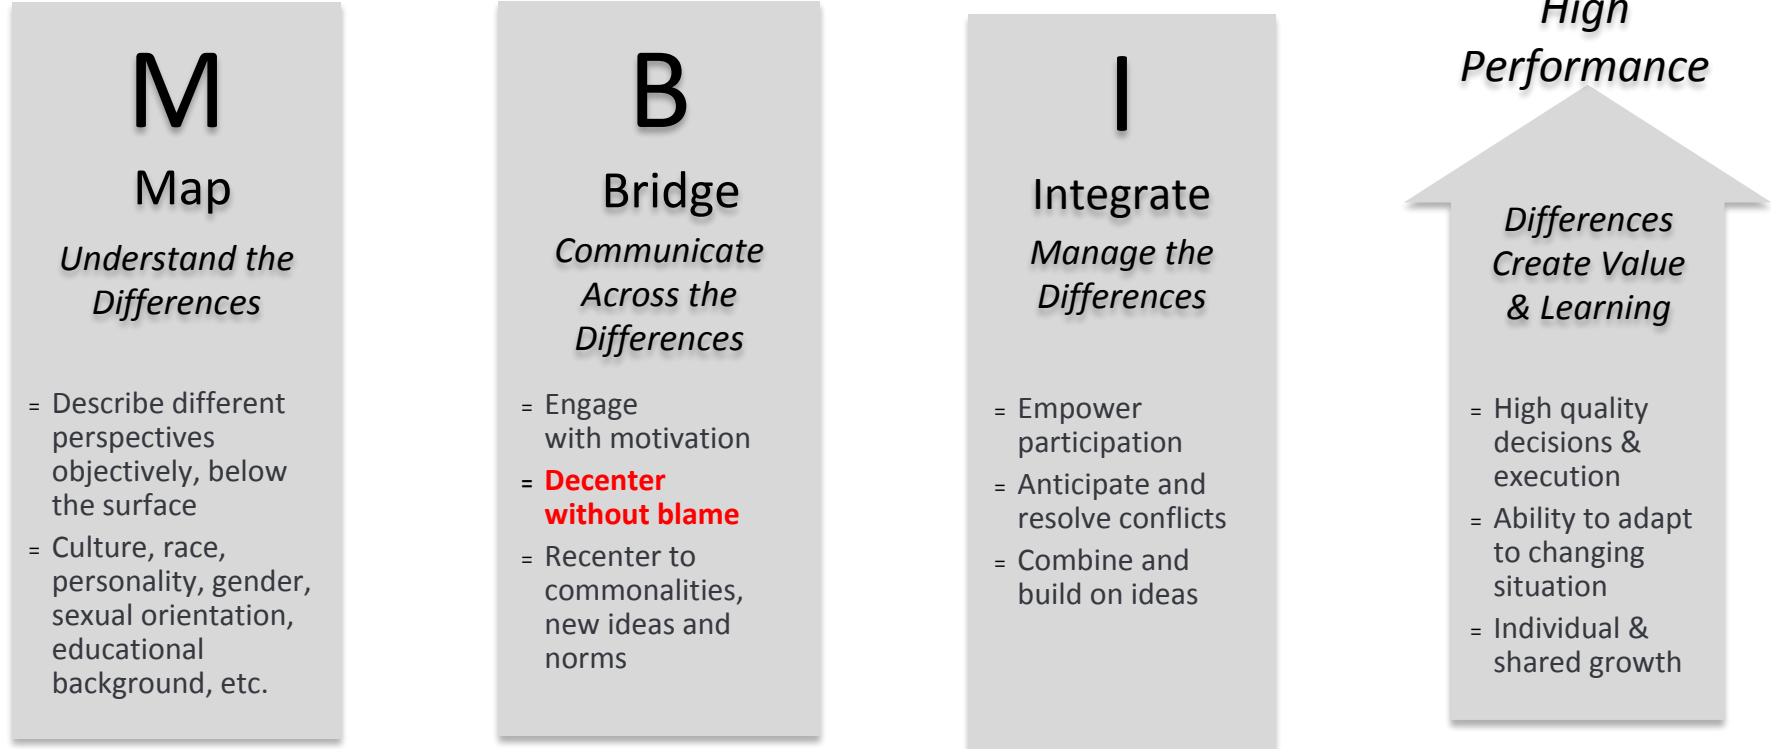 M
Map
Understand the
Differences
= Describe different
perspectives
objectively, below
the surface
= Culture, race,
personality, gender,
sexual orientation,
educational
background, etc.
B
Bridge
Communicate
Across the
Differences
= Engage
with motivation
= Decenter
without blame
= Recenter to
commonalities,
new ideas and
norms
I
Integrate
Manage the
Differences
= Empower
participation
= Anticipate and
resolve conflicts
= Combine and
build on ideas
High
Performance
Differences
Create Value
& Learning
= High quality
decisions &
execution
= Ability to adapt
to changing
situation
= Individual &
shared growth